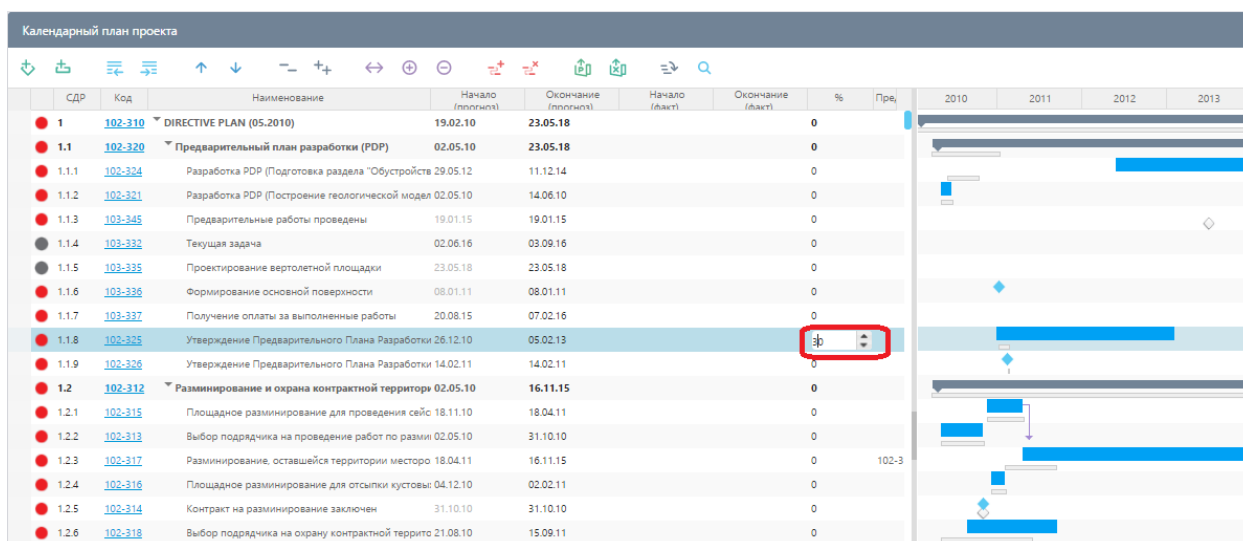 Календарный план проекта
СДР Код Наименование Начало (прогноз) Окончание (прогноз) Начало (факт) Окончание (факт) % Пред 2010 2011 2012 2013
1 102-310 DIRECTIVE PLAN (05.2010) 19.02.10 23.05.18 0
1.1 102-320 Предварительный план разработки (PDP) 02.05.10 23.05.18 0
1.1.1 102-324 Разработка PDP (Подготовка раздела "Обустройств 29.05.12 11.12.14 0
1.1.2 102-321 Разработка PDP (Построение геологической модел 02.05.10 14.06.10 0
1.1.3 103-345 Предварительные работы проведены 19.01.15 19.01.15 0
1.1.4 103-332 Текущая задача 02.06.16 03.09.16 0
1.1.5 103-335 Проектирование вертолетной площадки 23.05.18 23.05.18 0
1.1.6 103-336 Формирование основной поверхности 08.01.11 08.01.11 0
1.1.7 103-337 Получение оплаты за выполненные работы 20.08.15 07.02.16 0
1.1.8 102-325 Утверждение Предварительного Плана Разработки 26.12.10 05.02.13 30
1.1.9 102-326 Утверждение Предварительного Плана Разработки 14.02.11 14.02.11 0
1.2 102-312 Разминирование и охрана контрактной территори 02.05.10 16.11.15 0
1.2.1 102-315 Площадное разминирование для проведения сейс 18.11.10 18.04.11 0
1.2.2 102-313 Выбор подрядчика на проведение работ по разми 02.05.10 31.10.10 0
1.2.3 102-317 Разминирование, оставшейся территории месторо 18.04.11 16.11.15 0 102-3
1.2.4 102-316 Площадное разминирование для отсыпки кустовы 04.12.10 02.02.11 0
1.2.5 102-314 Контракт на разминирование заключен 31.10.10 31.10.10 0
1.2.6 102-318 Выбор подрядчика на охрану контрактной террито 21.08.10 15.09.11 0